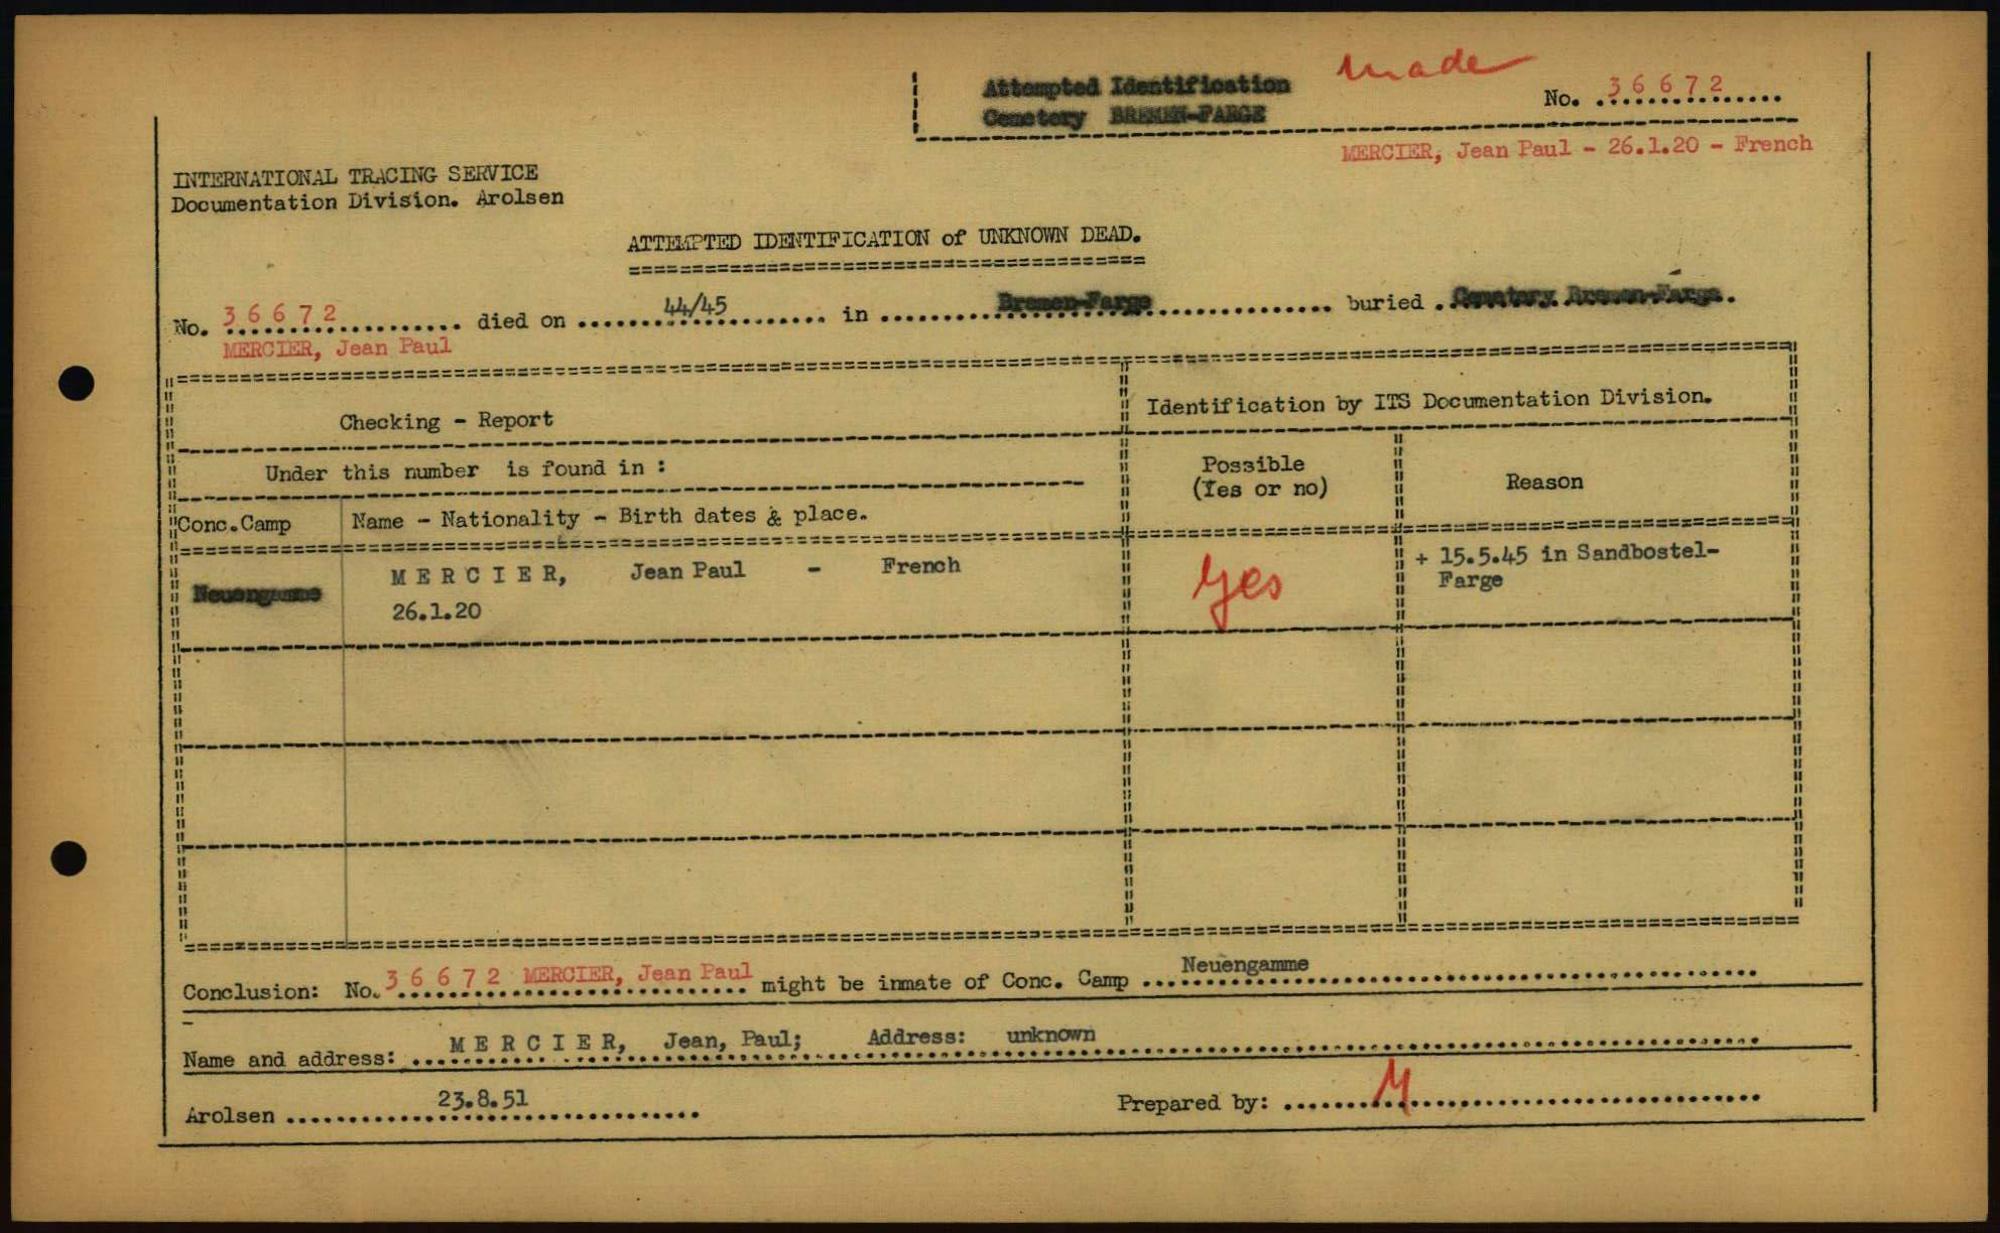 Attempted Identification made
Cemetery BREMEN-FARGE
No. 36672
MERCIER, Jean Paul - 26.1.20 - French
INTERNATIONAL TRACING SERVICE
Documentation Division. Arolsen
ATTEMPTED IDENTIFICATION of UNKNOWN DEAD.
No. 36672 died on 44/45 in Bremen-Farge buried Cemetery Bremen-Farge.
MERCIER, Jean Paul
Checking - Report
Identification by ITS Documentation Division.
Under this number is found in :
Possible
(Yes or no)
Reason
Conc.Camp Name - Nationality - Birth dates & place.
Neuengamme M E R C I E R, Jean Paul - French
26.1.20
Yes
+ 15.5.45 in Sandbostel-
Farge
Conclusion: No. 36672 MERCIER, Jean Paul might be inmate of Conc. Camp Neuengamme
Name and address: M E R C I E R, Jean, Paul; Address: unknown
Arolsen 23.8.51
Prepared by: M